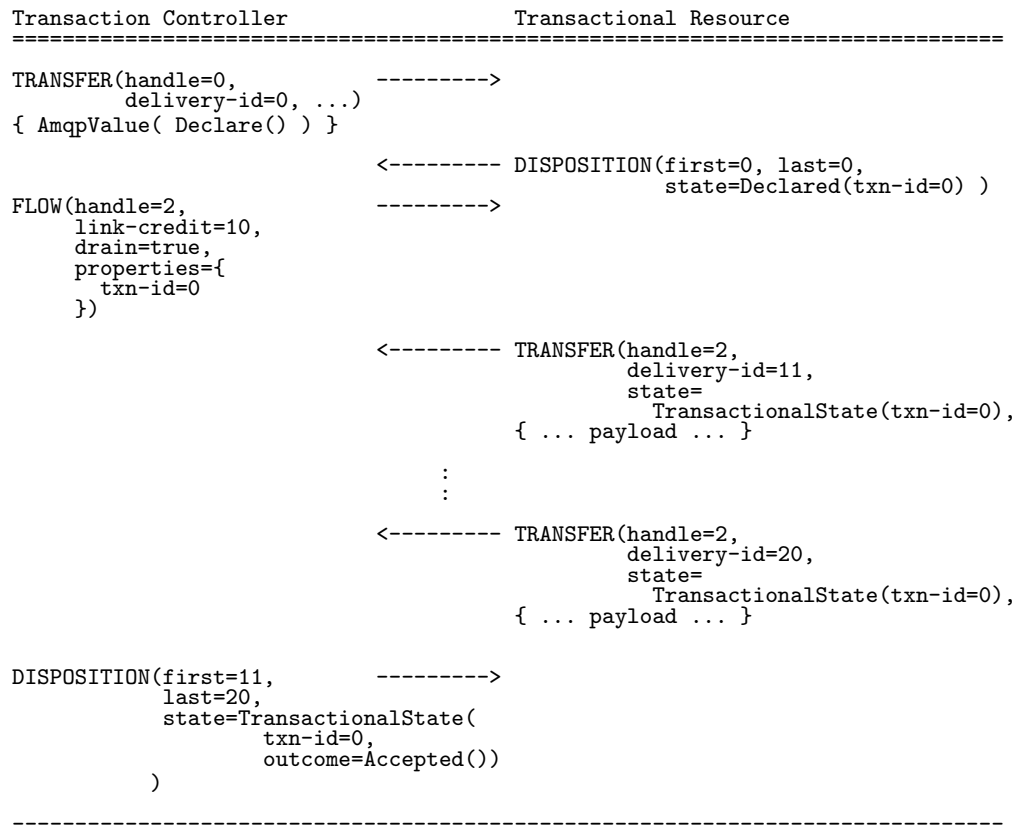 Transaction Controller                  Transactional Resource
===============================================================================
TRANSFER(handle=0,           --------->
         delivery-id=0, ...)
{ AmqpValue( Declare() ) }
                             <--------- DISPOSITION(first=0, last=0,
                                                    state=Declared(txn-id=0) )
FLOW(handle=2,               --------->
     link-credit=10,
     drain=true,
     properties={
       txn-id=0
     })
                             <--------- TRANSFER(handle=2,
                                                 delivery-id=11,
                                                 state=
                                                   TransactionalState(txn-id=0),
                                        { ... payload ... }
                                  :
                                  :
                             <--------- TRANSFER(handle=2,
                                                 delivery-id=20,
                                                 state=
                                                   TransactionalState(txn-id=0),
                                        { ... payload ... }
DISPOSITION(first=11,        --------->
            last=20,
            state=TransactionalState(
                    txn-id=0,
                    outcome=Accepted())
           )
-------------------------------------------------------------------------------